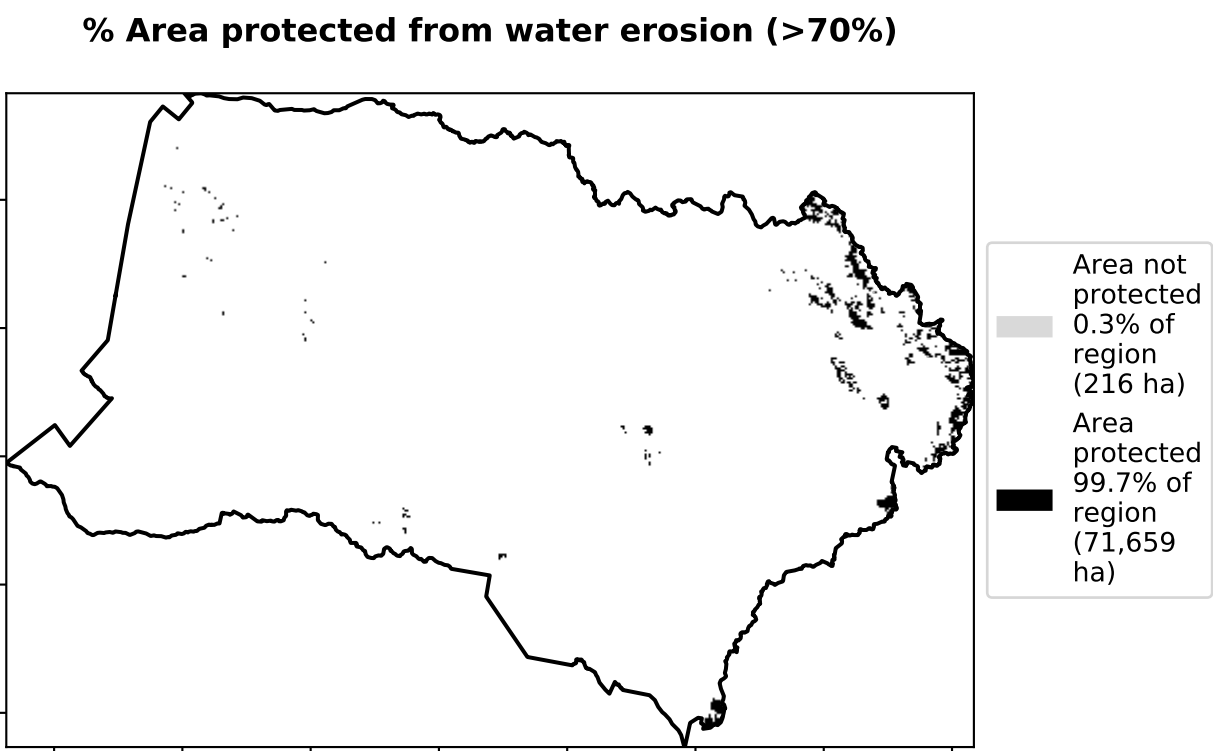 % Area protected from water erosion (>70%)
Area not
protected
0.3% of
region
(216 ha)
Area
protected
99.7% of
region
(71,659
ha)